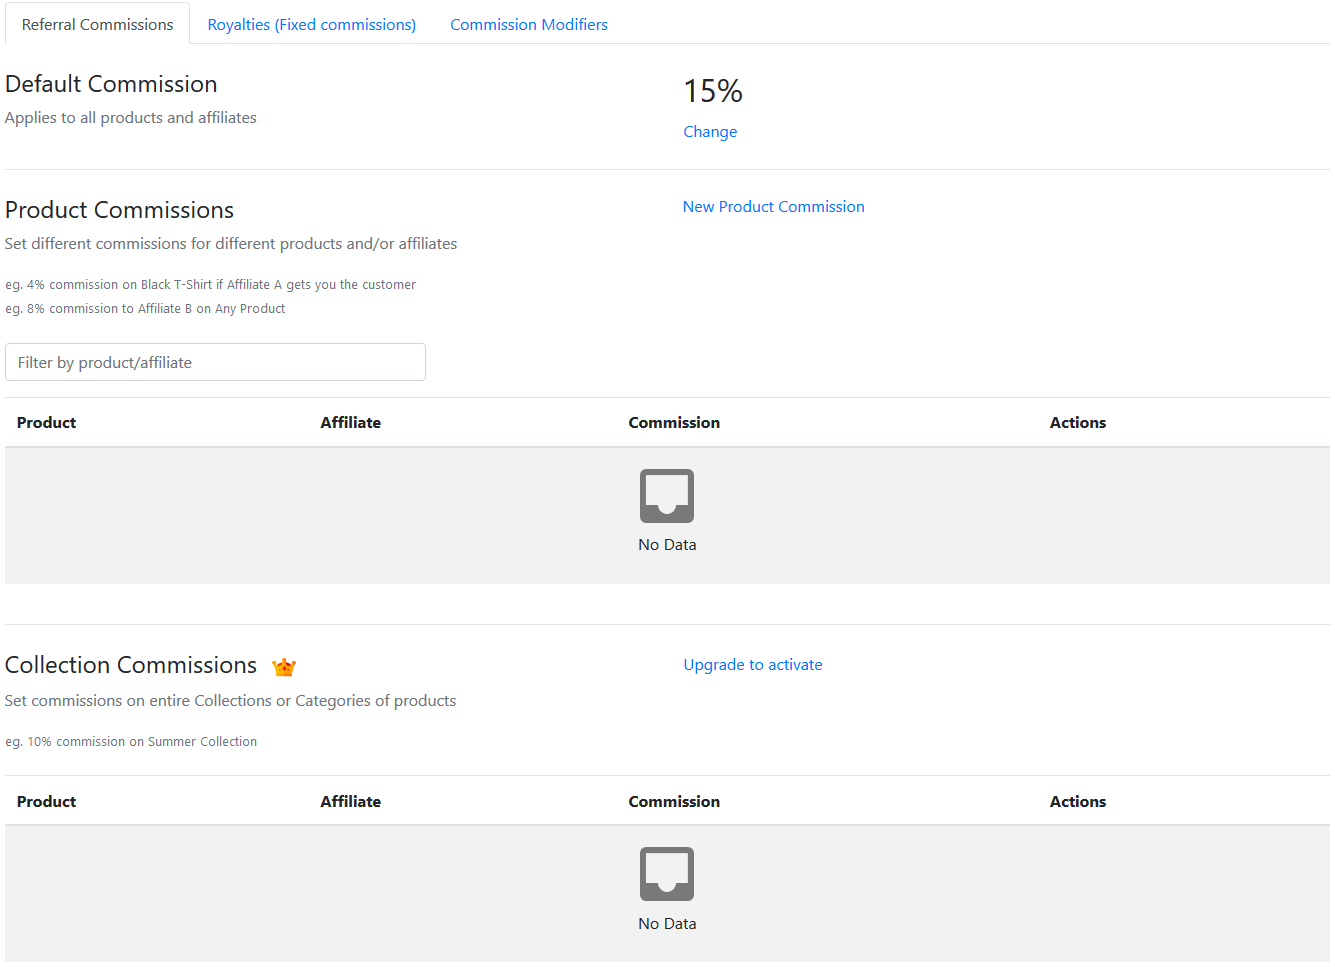 Referral Commissions Royalties (Fixed commissions) Commission Modifiers
Default Commission
15%
Applies to all products and affiliates
Change
Product Commissions
New Product Commission
Set different commissions for different products and/or affiliates
eg. 4% commission on Black T-Shirt if Affiliate A gets you the customer
eg. 8% commission to Affiliate B on Any Product
Filter by product/affiliate
Product Affiliate Commission Actions
No Data
Collection Commissions
Upgrade to activate
Set commissions on entire Collections or Categories of products
eg. 10% commission on Summer Collection
Product Affiliate Commission Actions
No Data